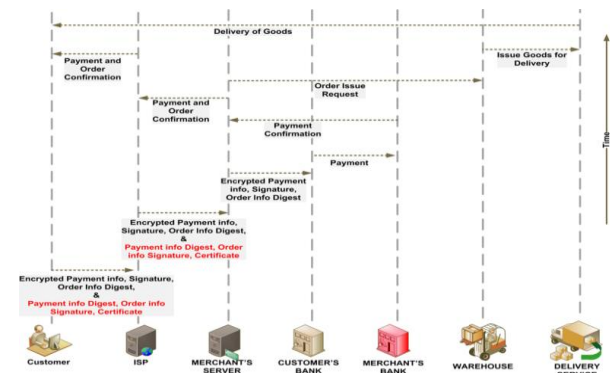 Delivery of Goods
Payment and
Order
Confirmation
Issue Goods for
Delivery
Order Issue
Request
Payment and
Order
Confirmation
Payment
Confirmation
Payment
Encrypted Payment
info, Signature,
Order Info Digest
Encrypted Payment info,
Signature, Order Info Digest,
&
Payment info Digest, Order
info Signature, Certificate
Encrypted Payment info, Signature,
Order Info Digest,
&
Payment info Digest, Order info
Signature, Certificate
Time
Customer
ISP
MERCHANT'S
SERVER
CUSTOMER'S
BANK
MERCHANT'S
BANK
WAREHOUSE
DELIVERY